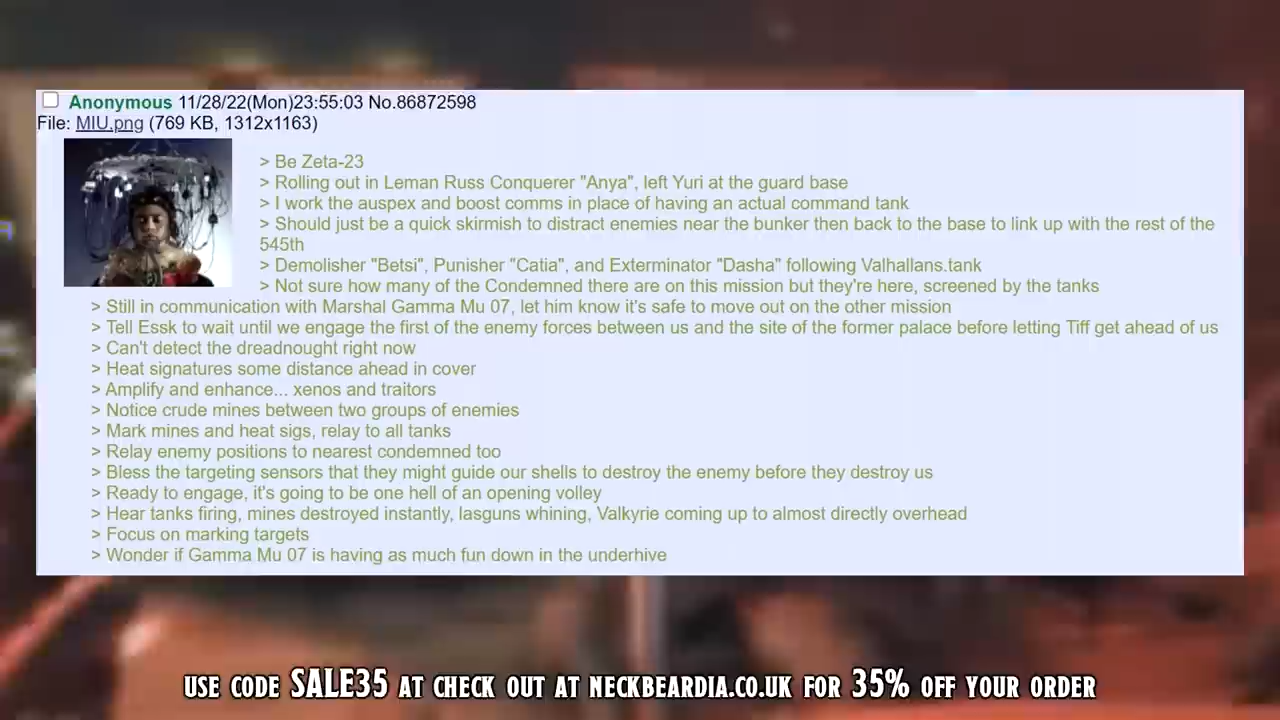 Anonymous 11/28/22(Mon)23:55:03 No.86872598
File: MIU.png (769 KB, 1312x1163)
> Be Zeta-23
> Rolling out in Leman Russ Conquerer "Anya", left Yuri at the guard base
> I work the auspex and boost comms in place of having an actual command tank
> Should just be a quick skirmish to distract enemies near the bunker then back to the base to link up with the rest of the
545th
> Demolisher "Betsi", Punisher "Catia", and Exterminator "Dasha" following Valhallans.tank
> Not sure how many of the Condemned there are on this mission but they're here, screened by the tanks
> Still in communication with Marshal Gamma Mu 07, let him know it's safe to move out on the other mission
> Tell Essk to wait until we engage the first of the enemy forces between us and the site of the former palace before letting Tiff get ahead of us
> Can't detect the dreadnought right now
> Heat signatures some distance ahead in cover
> Amplify and enhance... xenos and traitors
> Notice crude mines between two groups of enemies
> Mark mines and heat sigs, relay to all tanks
> Relay enemy positions to nearest condemned too
> Bless the targeting sensors that they might guide our shells to destroy the enemy before they destroy us
> Ready to engage, it's going to be one hell of an opening volley
> Hear tanks firing, mines destroyed instantly, lasguns whining, Valkyrie coming up to almost directly overhead
> Focus on marking targets
> Wonder if Gamma Mu 07 is having as much fun down in the underhive
USE CODE SALE35 AT CHECK OUT AT NECKBEARDIA.CO.UK FOR 35% OFF YOUR ORDER